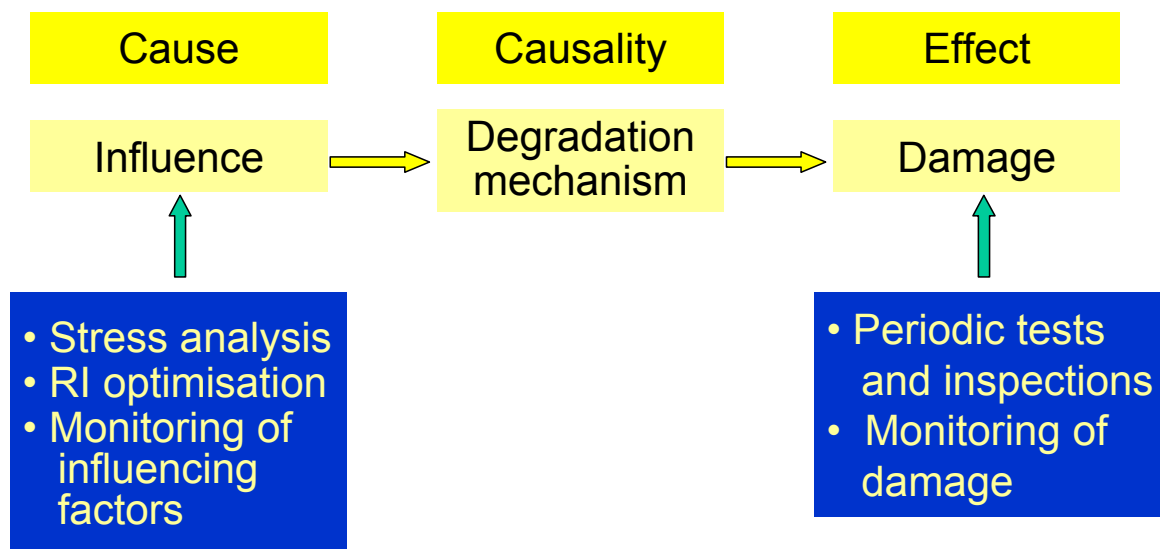 Cause
Causality
Effect
Influence
Degradation
mechanism
Damage
• Stress analysis
• RI optimisation
• Monitoring of
influencing
factors
• Periodic tests
and inspections
• Monitoring of
damage